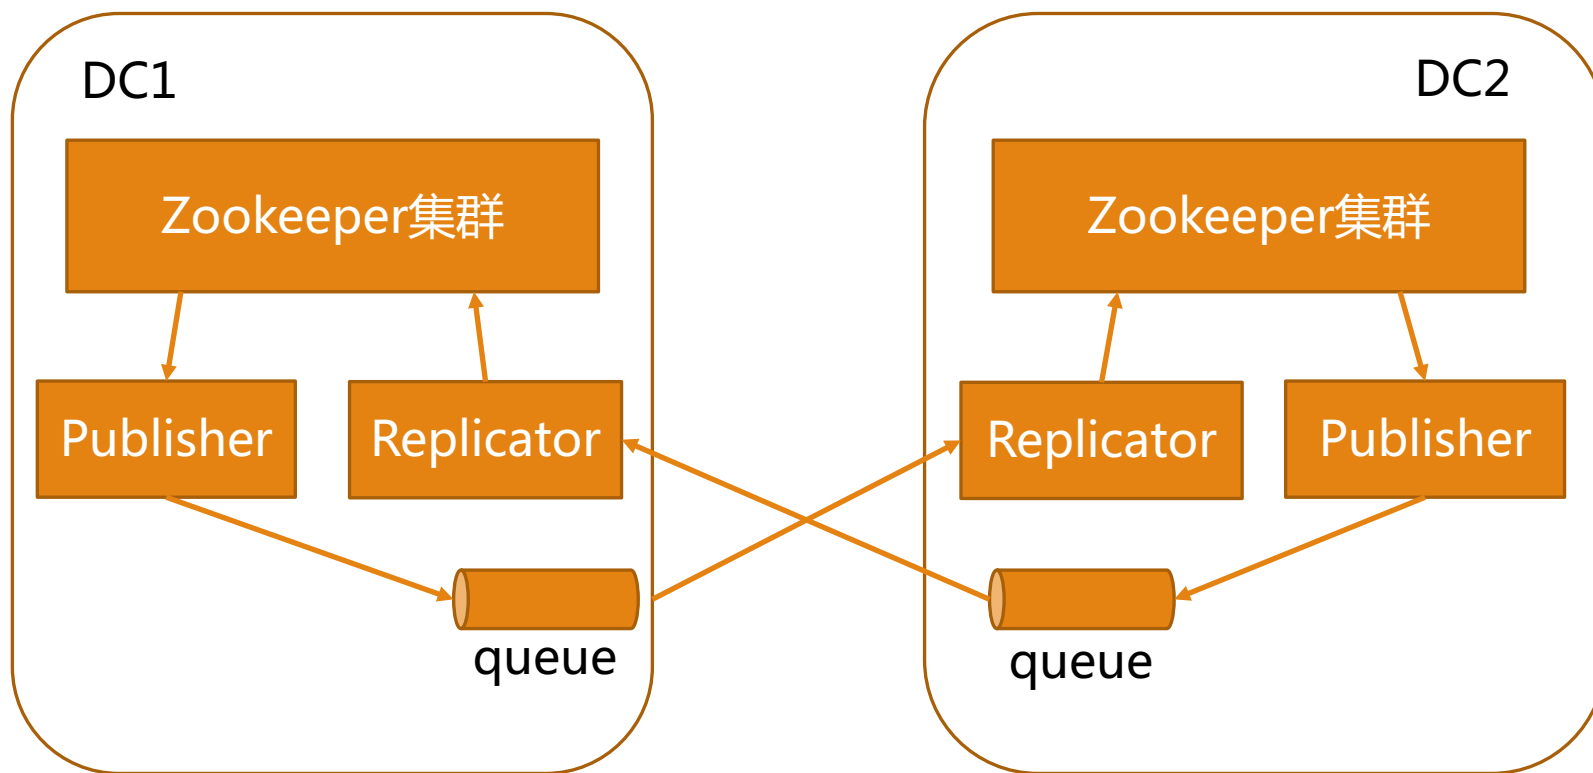 DC1
Zookeeper集群
Publisher
Replicator
queue
DC2
Zookeeper集群
Replicator
Publisher
queue